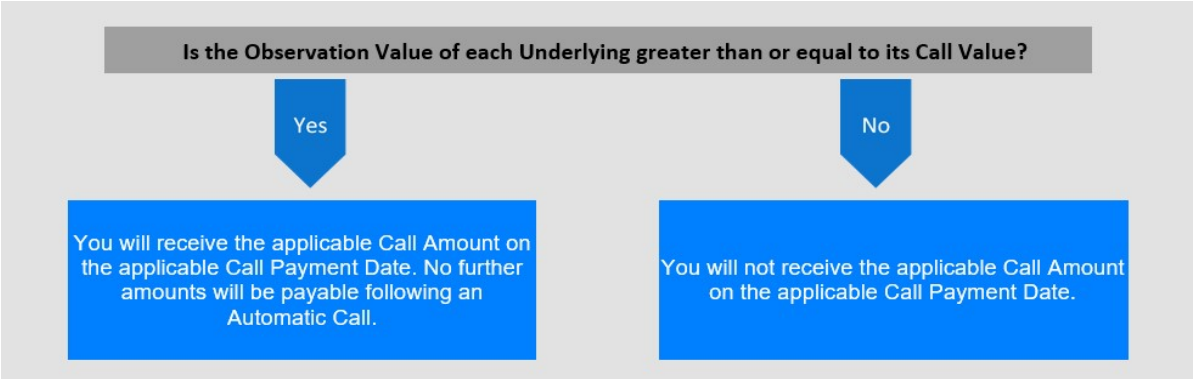 Is the Observation Value of each Underlying greater than or equal to its Call Value?
Yes
No
You will receive the applicable Call Amount on
the applicable Call Payment Date. No further
amounts will be payable following an
Automatic Call.
You will not receive the applicable Call Amount
on the applicable Call Payment Date.